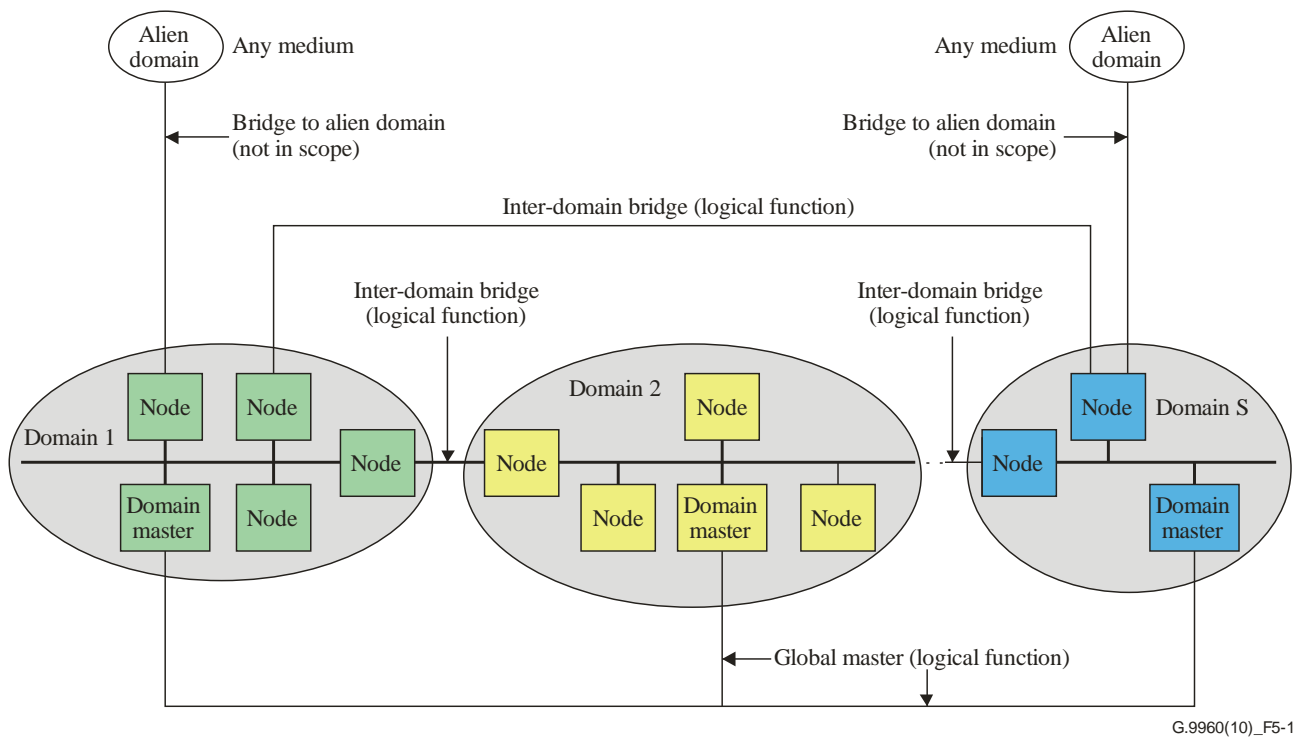 Alien
domain
Any medium
Any medium
Alien
domain
Bridge to alien domain
(not in scope)
Bridge to alien domain
(not in scope)
Inter-domain bridge (logical function)
Inter-domain bridge
(logical function)
Inter-domain bridge
(logical function)
Domain 1
Node
Node
Node
Domain
master
Node
Domain 2
Node
Node
Node
Domain
master
Node
Domain S
Node
Node
Domain
master
Global master (logical function)
G.9960(10)_F5-1